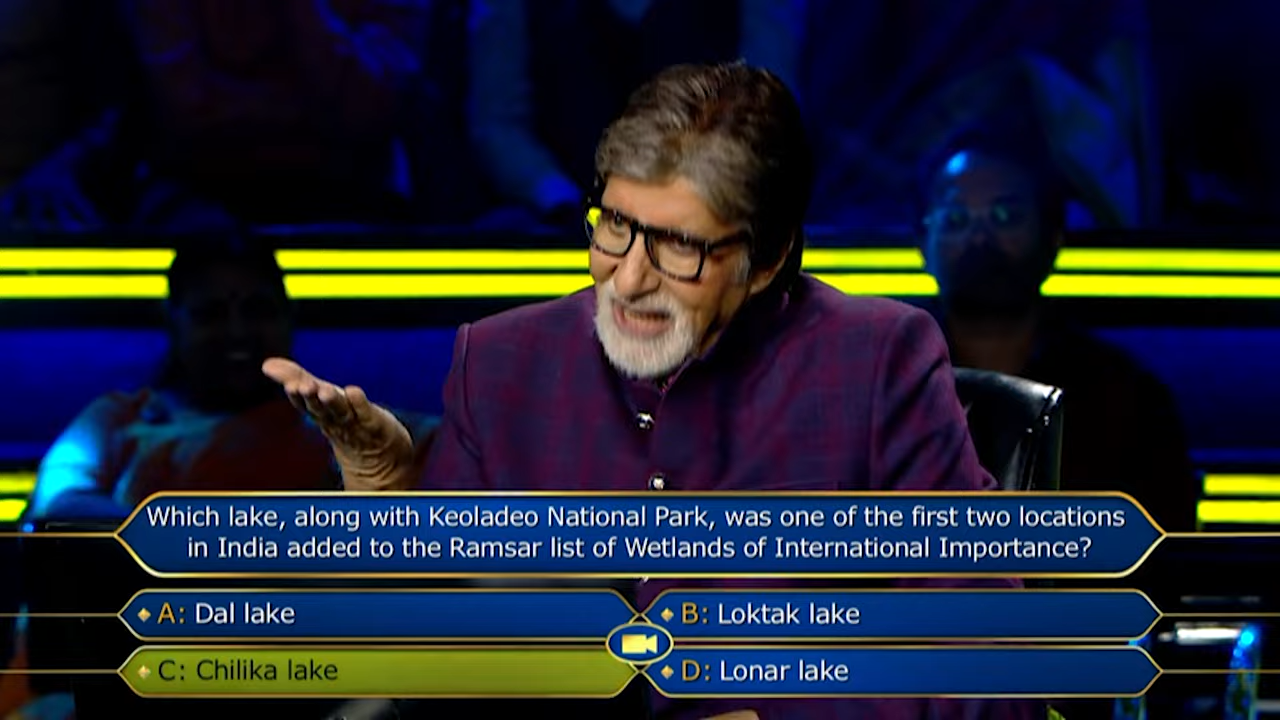 Which lake, along with Keoladeo National Park, was one of the first two locations
in India added to the Ramsar list of Wetlands of International Importance?
A: Dal lake
B: Loktak lake
C: Chilika lake
D: Lonar lake